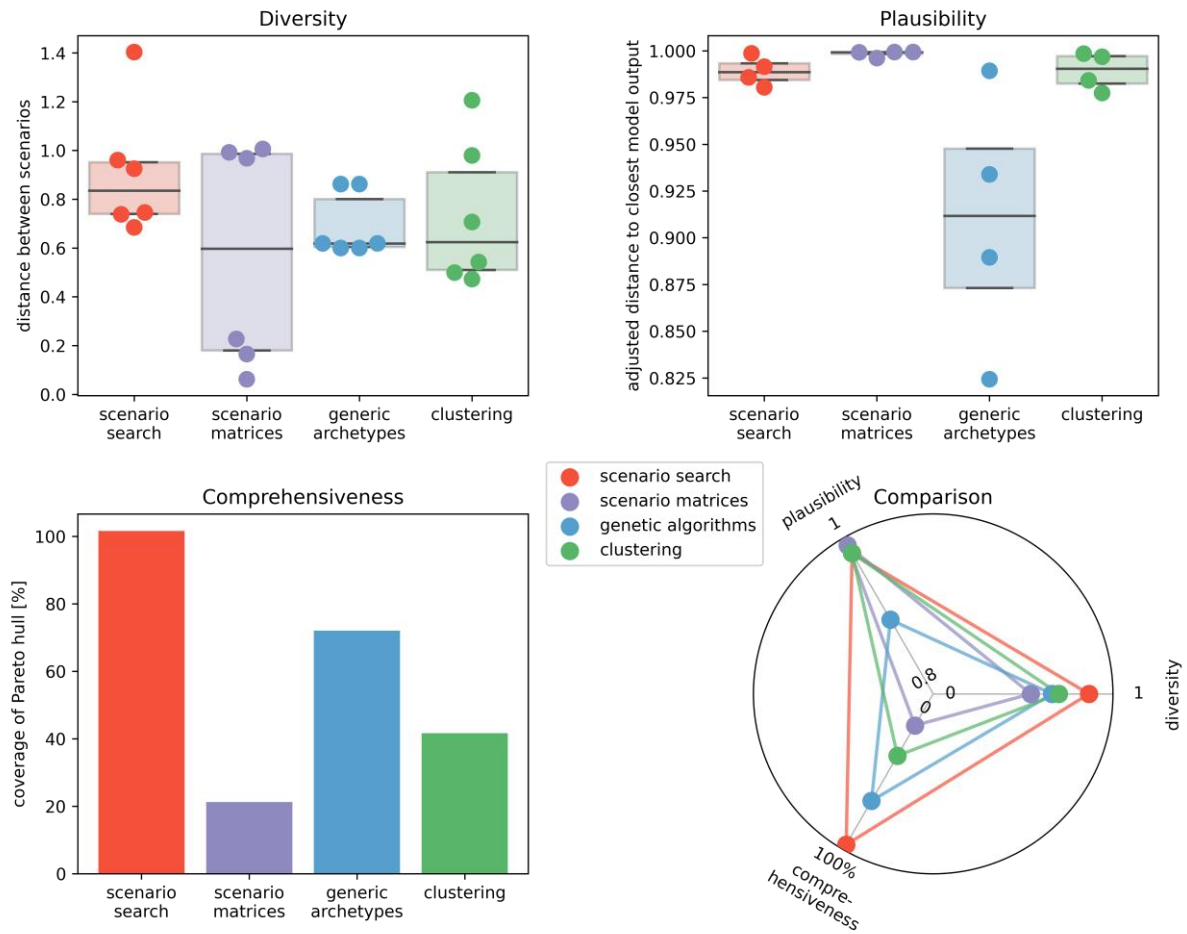 Diversity
distance between scenarios
1.4
1.2
1.0
0.8
0.6
0.4
0.2
0.0
scenario
search
scenario
matrices
generic
archetypes
clustering
Plausibility
adjusted distance to closest model output
1.000
0.975
0.950
0.925
0.900
0.875
0.850
0.825
scenario
search
scenario
matrices
generic
archetypes
clustering
Comprehensiveness
coverage of Pareto hull [%]
100
80
60
40
20
0
scenario
search
scenario
matrices
generic
archetypes
clustering
scenario search
scenario matrices
genetic algorithms
clustering
Comparison
plausibility
1
0.8
0
0
1
diversity
100%
compre-
hensiveness